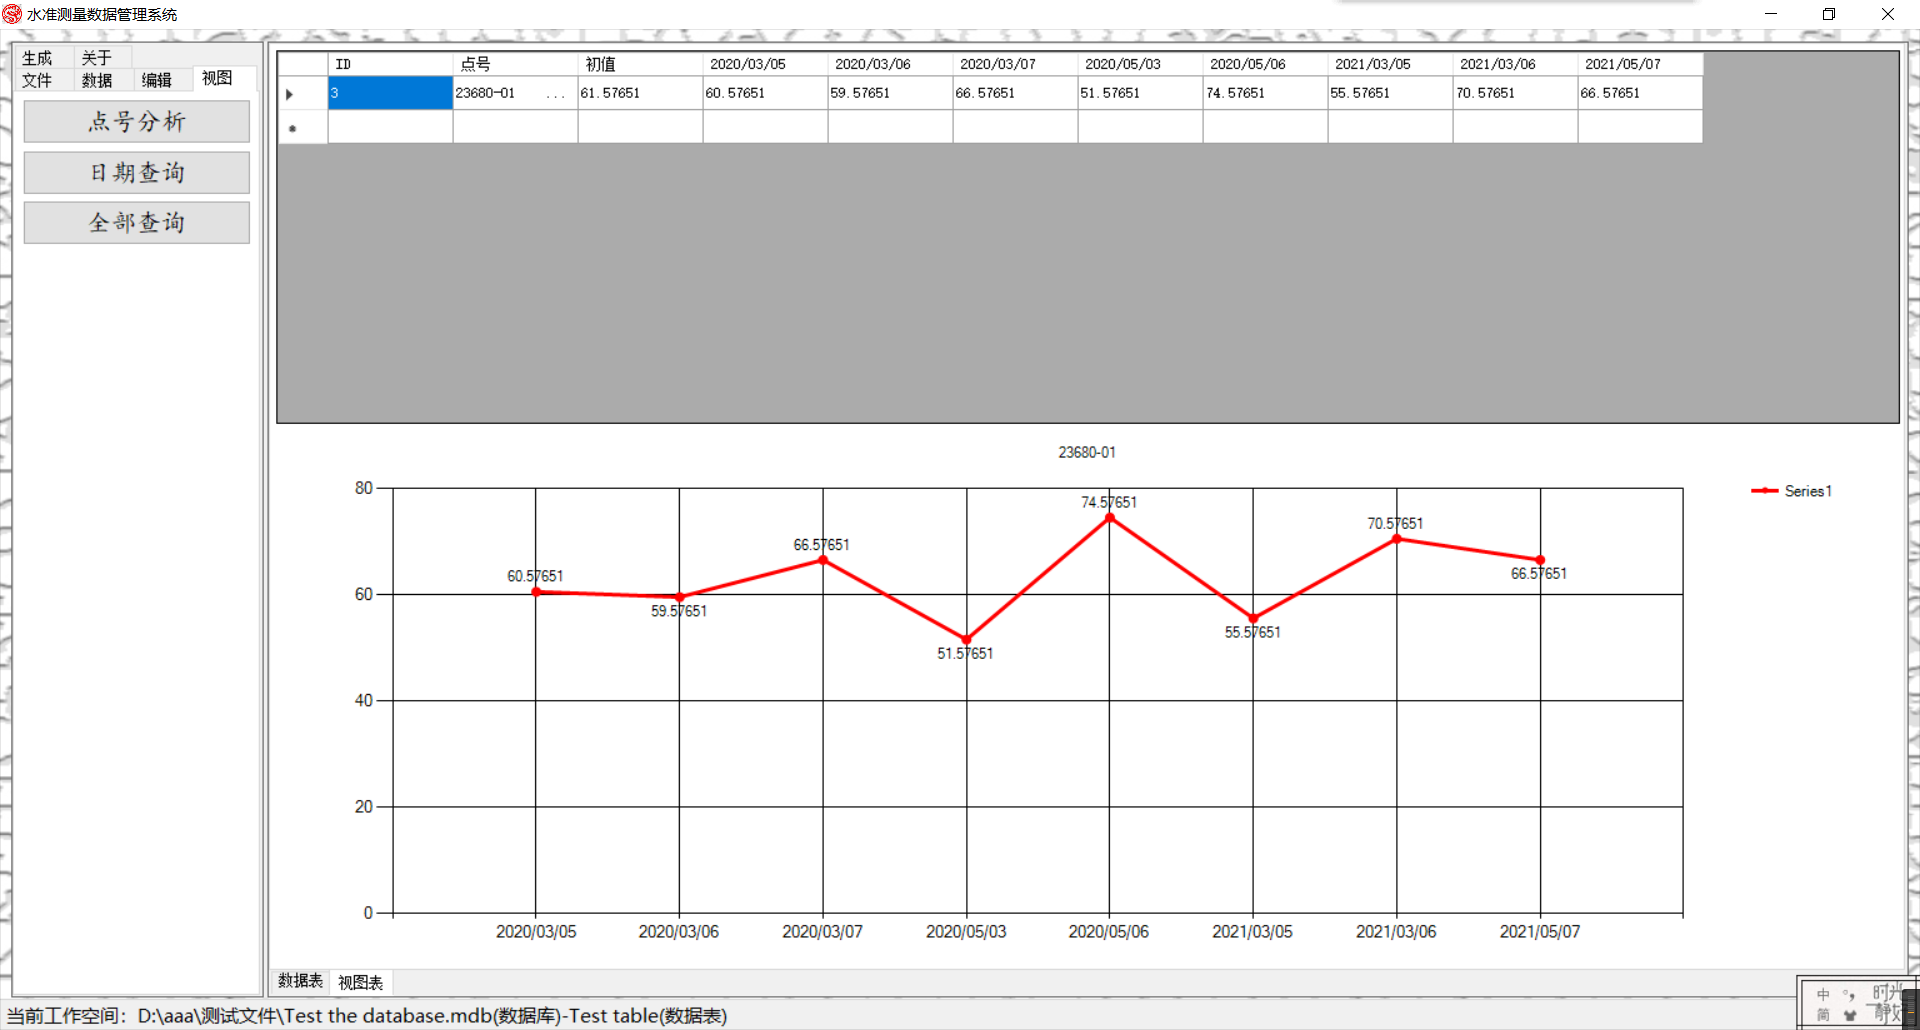 水准测量数据管理系统
生成 关于
文件 数据 编辑 视图
点号分析
日期查询
全部查询
ID 点号 初值 2020/03/05 2020/03/06 2020/03/07 2020/05/03 2020/05/06 2021/03/05 2021/03/06 2021/05/07
3 23680-01 ... 61.57651 60.57651 59.57651 66.57651 51.57651 74.57651 55.57651 70.57651 66.57651
23680-01
Series1
80
60
40
20
0
60.57651
59.57651
66.57651
51.57651
74.57651
55.57651
70.57651
66.57651
2020/03/05 2020/03/06 2020/03/07 2020/05/03 2020/05/06 2021/03/05 2021/03/06 2021/05/07
数据表 视图表
当前工作空间：D:\aaa\测试文件\Test the database.mdb(数据库)-Test table(数据表)
中 °, 时光
简 静好